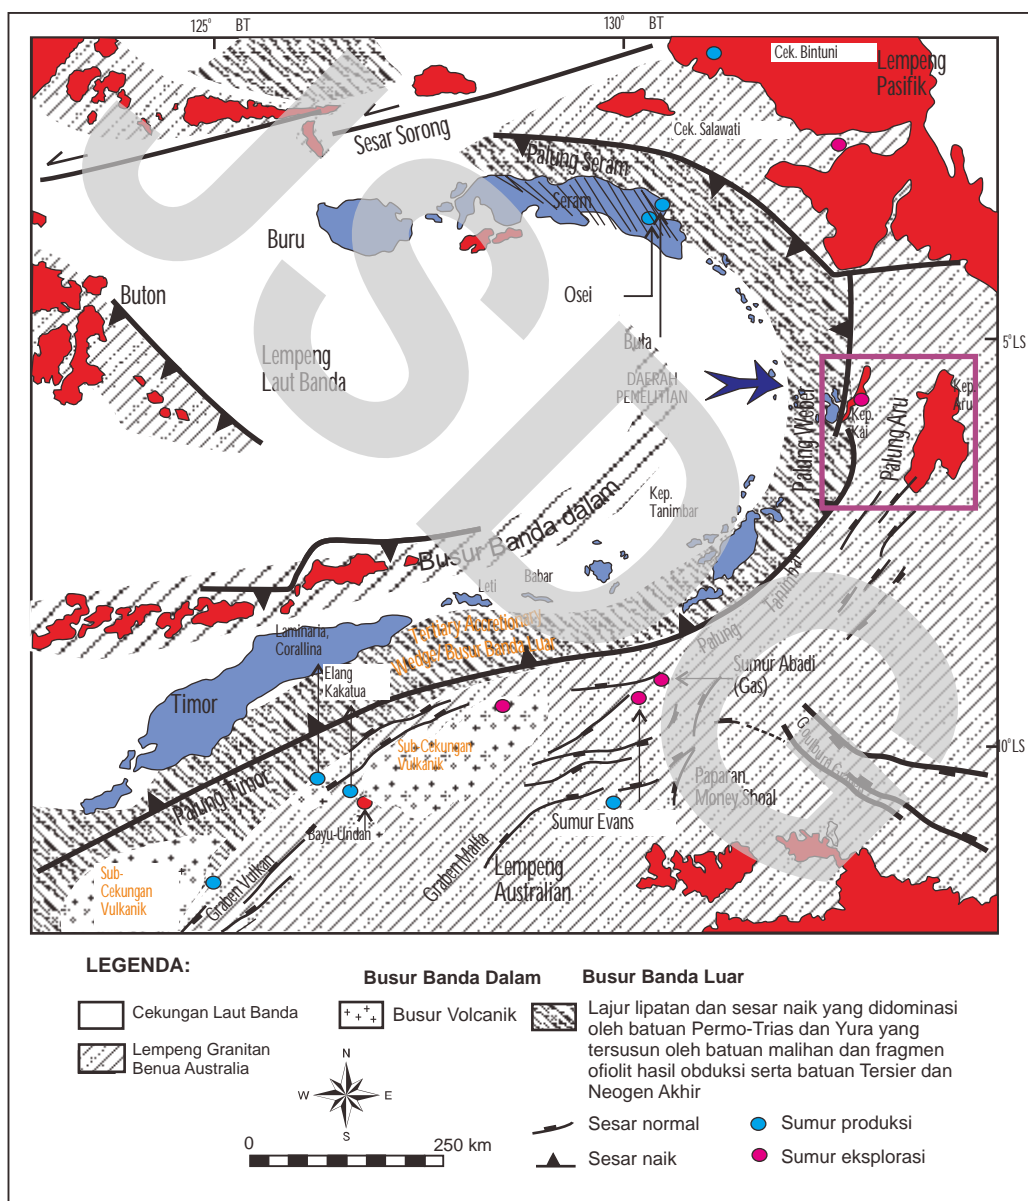 125° BT
130° BT
Cek. Bintuni
Lempeng
Pasifik
Sesar Sorong
Cek. Salawati
Palung Seram
Seram
Buru
Osei
Buton
Bula
5° LS
Lempeng
Laut Banda
DAERAH
PENELITIAN
Palung Weber
Kep.
Kai
Palung Aru
Kep.
Aru
Kep.
Tanimbar
Busur Banda dalam
Babar
Leti
Palung Tanimbar
Tertiary Accretionary
(Wedge) Busur Banda Luar
Laminaria,
Corallina
Elang
Kakatua
Sumur Abadi
(Gas)
Timor
Sub Cekungan
Vulkanik
10° LS
Palung Timor
Paparan
Money Shoal
Bayu-Undan
Sumur Evans
Graben Malita
Lempeng
Australian
Sub-
Cekungan
Vulkanik
Graben Vulkan
SSDC
LEGENDA:
Cekungan Laut Banda
Lempeng Granitan
Benua Australia
Busur Banda Dalam
Busur Volcanik
Busur Banda Luar
Lajur lipatan dan sesar naik yang didominasi
oleh batuan Permo-Trias dan Yura yang
tersusun oleh batuan malihan dan fragmen
ofiolit hasil obduksi serta batuan Tersier dan
Neogen Akhir
N
W E
S
0 250 km
Sesar normal
Sesar naik
Sumur produksi
Sumur eksplorasi